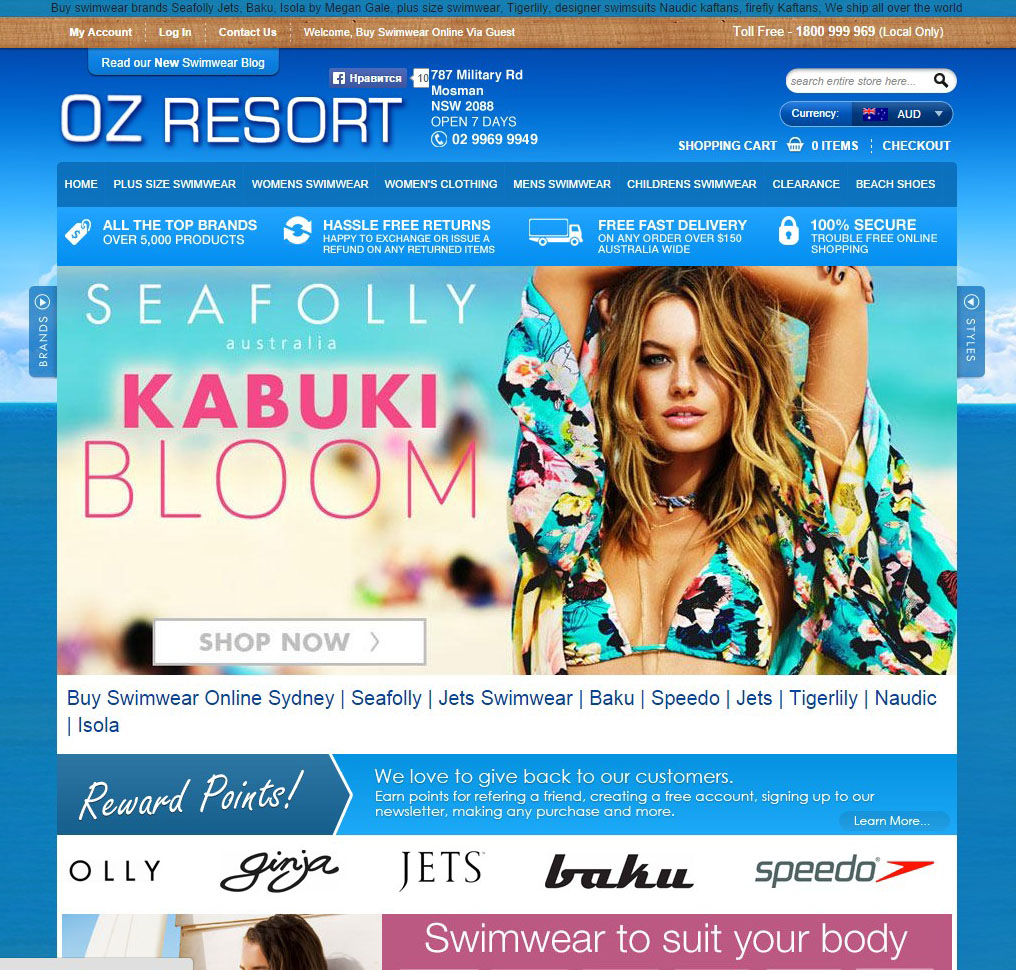 Buy swimwear brands Seafolly Jets, Baku, Isola by Megan Gale, plus size swimwear, Tigerlily, designer swimsuits Naudic kaftans, firefly Kaftans, We ship all over the world
My Account Log In Contact Us Welcome, Buy Swimwear Online Via Guest Toll Free - 1800 999 969 (Local Only)
Read our New Swimwear Blog
Нравится 10
OZ RESORT
787 Military Rd
Mosman
NSW 2088
OPEN 7 DAYS
02 9969 9949
search entire store here...
Currency: AUD
SHOPPING CART 0 ITEMS CHECKOUT
HOME PLUS SIZE SWIMWEAR WOMENS SWIMWEAR WOMEN'S CLOTHING MENS SWIMWEAR CHILDRENS SWIMWEAR CLEARANCE BEACH SHOES
ALL THE TOP BRANDS
OVER 5,000 PRODUCTS
HASSLE FREE RETURNS
HAPPY TO EXCHANGE OR ISSUE A
REFUND ON ANY RETURNED ITEMS
FREE FAST DELIVERY
ON ANY ORDER OVER $150
AUSTRALIA WIDE
100% SECURE
TROUBLE FREE ONLINE
SHOPPING
BRANDS
STYLES
SEAFOLLY
australia
KABUKI
BLOOM
SHOP NOW
Buy Swimwear Online Sydney | Seafolly | Jets Swimwear | Baku | Speedo | Jets | Tigerlily | Naudic
| Isola
Reward Points!
We love to give back to our customers.
Earn points for refering a friend, creating a free account, signing up to our
newsletter, making any purchase and more.
Learn More...
OLLY ginja JETS baku speedo
Swimwear to suit your body